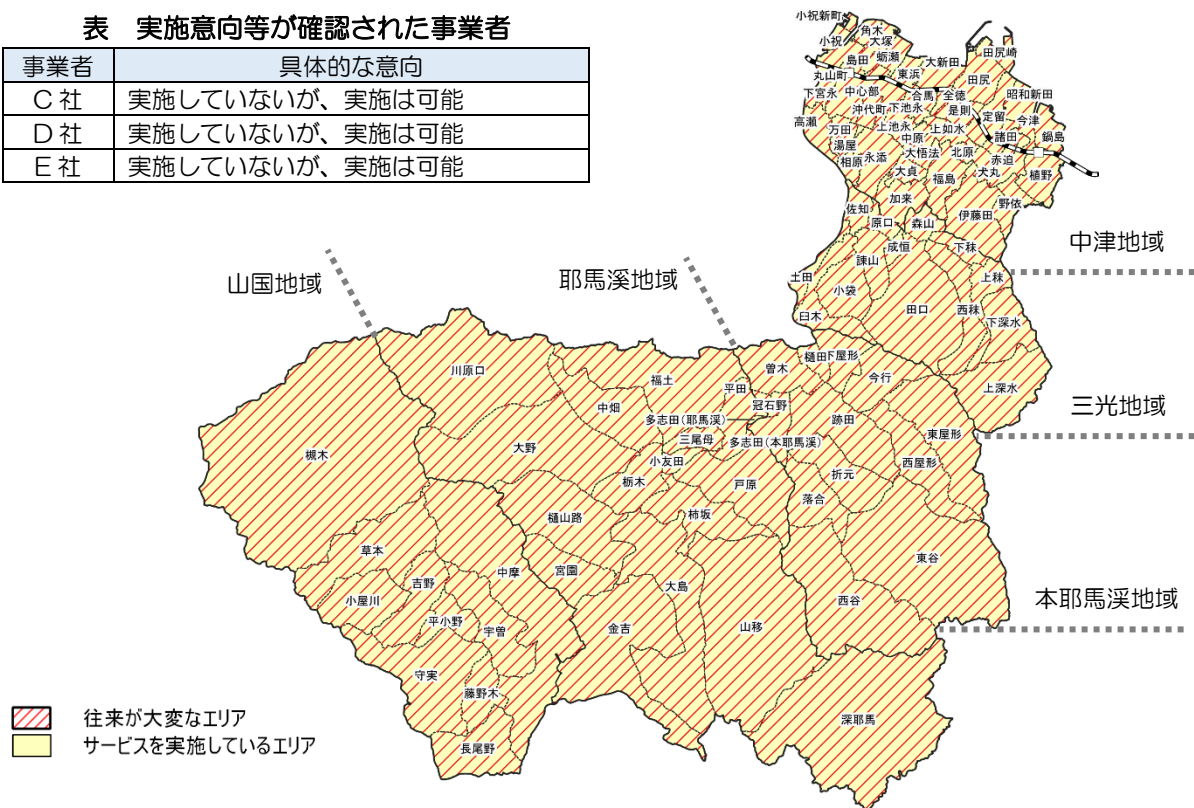 表 実施意向等が確認された事業者
事業者 具体的な意向
C社 実施していないが、実施は可能
D社 実施していないが、実施は可能
E社 実施していないが、実施は可能
小祝新町
小祝
角木
大塚
島田
蛎瀬
大新田
田尻崎
丸山町
東浜
田尻
下宮永
中心部
合馬
全徳
昭和新田
高瀬
沖代町
下池永
是則
定留
今津
万田
上池永
上如水
諸田
鍋島
湯屋
中原
相原
永添
大悟法
北原
赤迫
大貞
福島
犬丸
植野
加来
佐知
伊藤田
野依
原口
森山
成恒
下秣
中津地域
諌山
上秣
土田
小袋
田口
西秣
臼木
下深水
上深水
三光地域
山国地域
耶馬溪地域
川原口
福土
平田
曽木
樋田
下屋形
今行
中畑
冠石野
多志田(耶馬溪)
跡田
東屋形
槻木
大野
三尾母
多志田(本耶馬溪)
小友田
西屋形
栃木
戸原
折元
落合
樋山路
柿坂
草本
中摩
宮園
大島
東谷
吉野
小屋川
平小野
宇曽
金吉
山移
西谷
本耶馬溪地域
守実
藤野木
深耶馬
長尾野
往来が大変なエリア
サービスを実施しているエリア